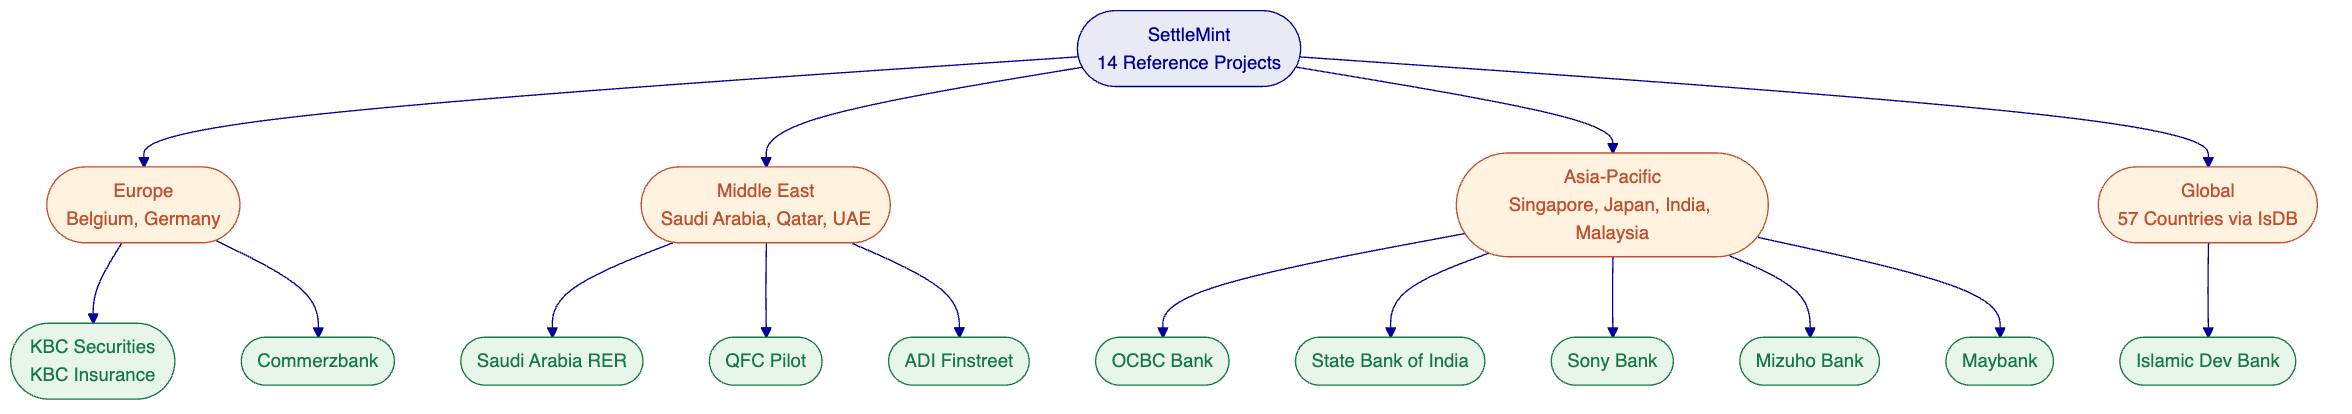 SettleMint
14 Reference Projects
Europe
Belgium, Germany
Middle East
Saudi Arabia, Qatar, UAE
Asia-Pacific
Singapore, Japan, India,
Malaysia
Global
57 Countries via IsDB
KBC Securities
KBC Insurance
Commerzbank
Saudi Arabia RER
QFC Pilot
ADI Finstreet
OCBC Bank
State Bank of India
Sony Bank
Mizuho Bank
Maybank
Islamic Dev Bank